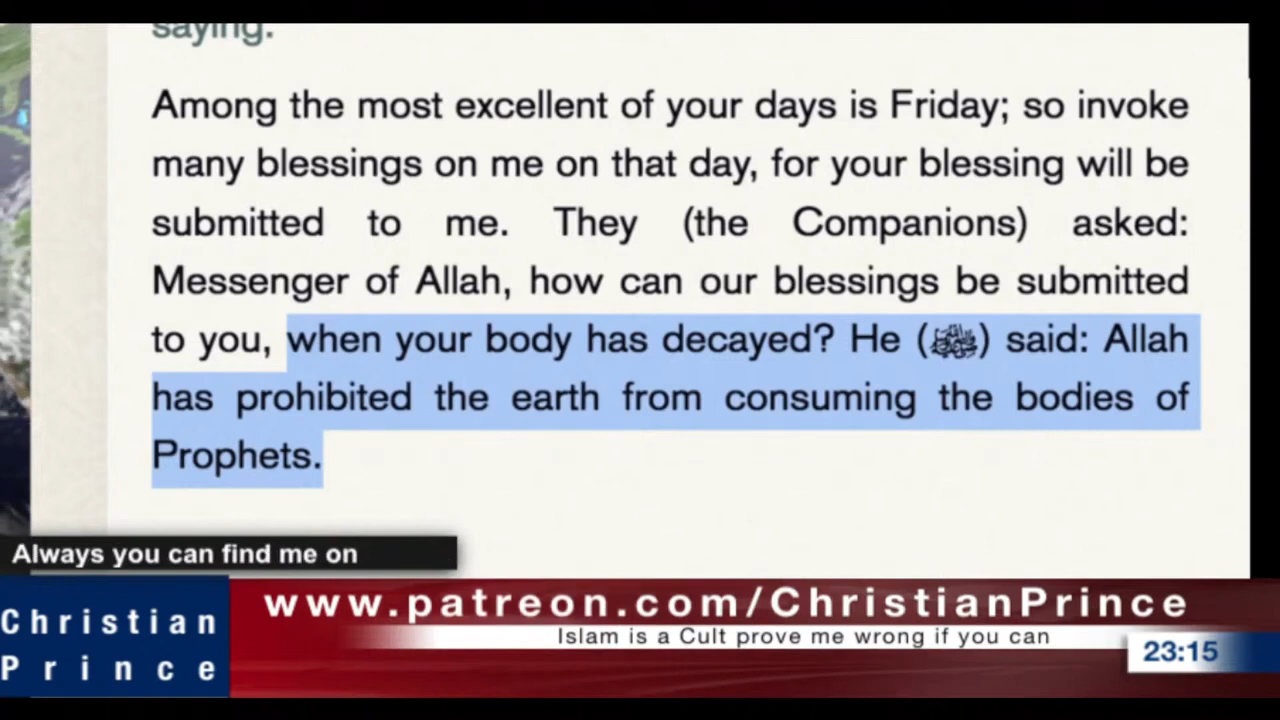 saying.
Among the most excellent of your days is Friday; so invoke
many blessings on me on that day, for your blessing will be
submitted to me. They (the Companions) asked:
Messenger of Allah, how can our blessings be submitted
to you, when your body has decayed? He (ﷺ) said: Allah
has prohibited the earth from consuming the bodies of
Prophets.
Always you can find me on
Christian
Prince
www.patreon.com/ChristianPrince
Islam is a Cult prove me wrong if you can
23:15